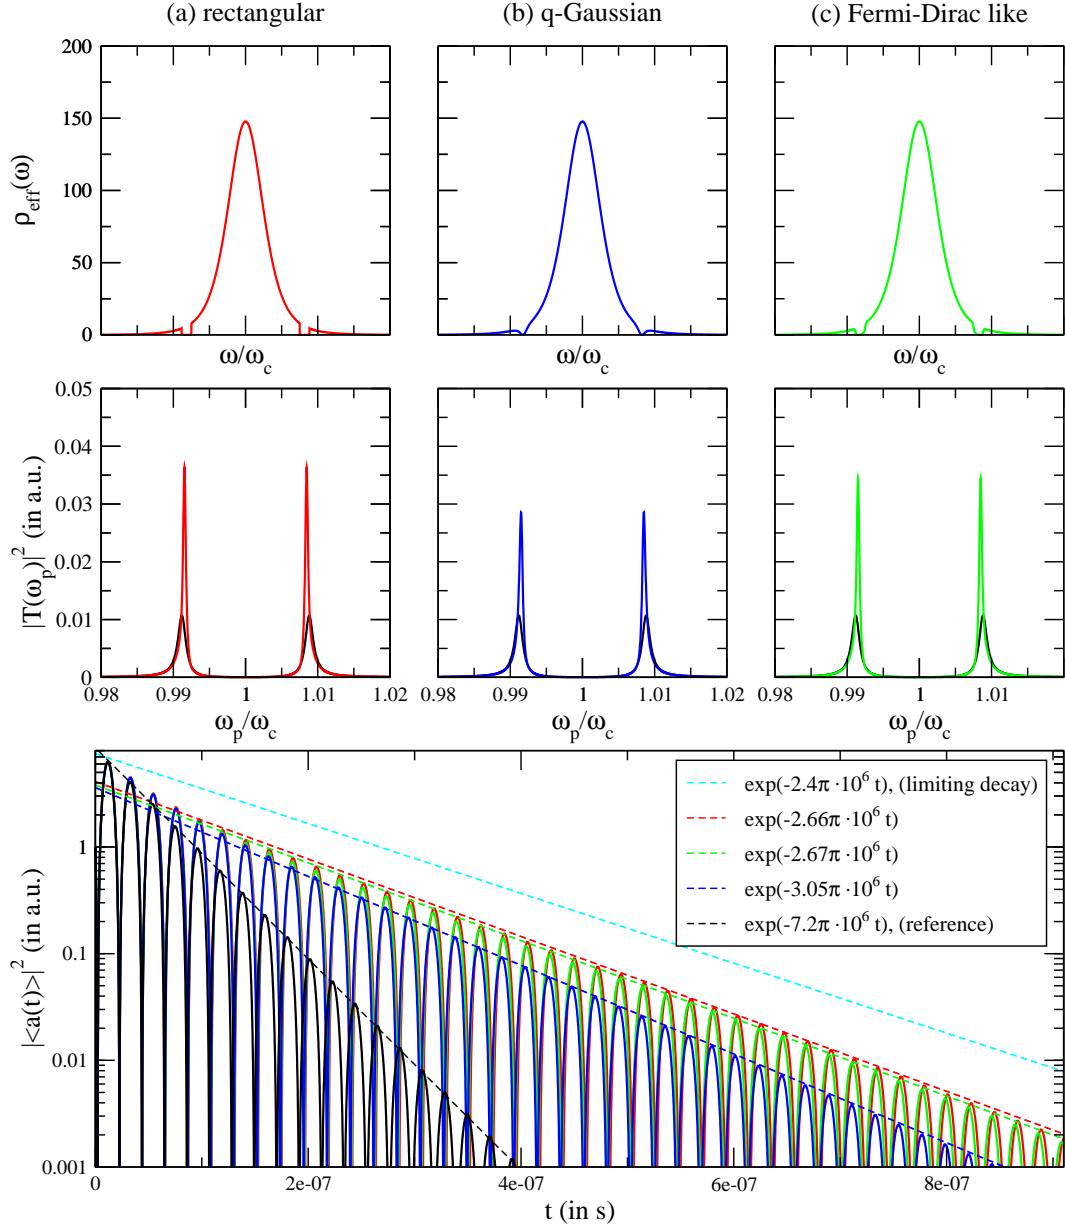 (a) rectangular (b) q-Gaussian (c) Fermi-Dirac like
200
150
100
50
0
ρeff(ω)
ω/ωc ω/ωc ω/ωc
0.05
0.04
0.03
0.02
0.01
0
|T(ωp)|² (in a.u.)
0.98 0.99 1 1.01 1.02 0.98 0.99 1 1.01 1.02 0.98 0.99 1 1.01
ωp/ωc ωp/ωc ωp/ωc
1
0.1
0.01
0.001
|<a(t)>|² (in a.u.)
exp(-2.4π·10⁶ t), (limiting decay)
exp(-2.66π·10⁶ t)
exp(-2.67π·10⁶ t)
exp(-3.05π·10⁶ t)
exp(-7.2π·10⁶ t), (reference)
0 2e-07 4e-07 6e-07 8e-07
t (in s)